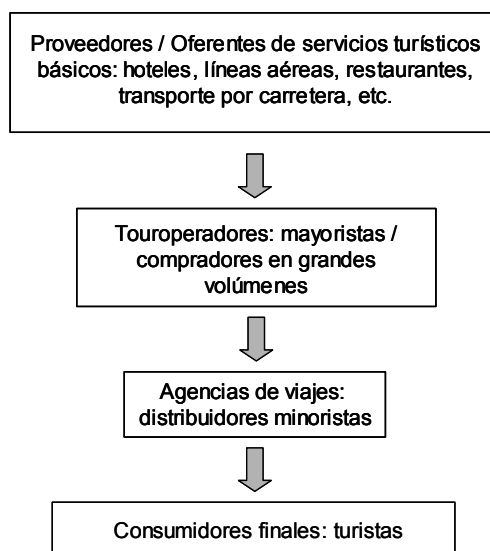 Proveedores / Oferentes de servicios turísticos
básicos: hoteles, líneas aéreas, restaurantes,
transporte por carretera, etc.
Touroperadores: mayoristas /
compradores en grandes
volúmenes
Agencias de viajes:
distribuidores minoristas
Consumidores finales: turistas